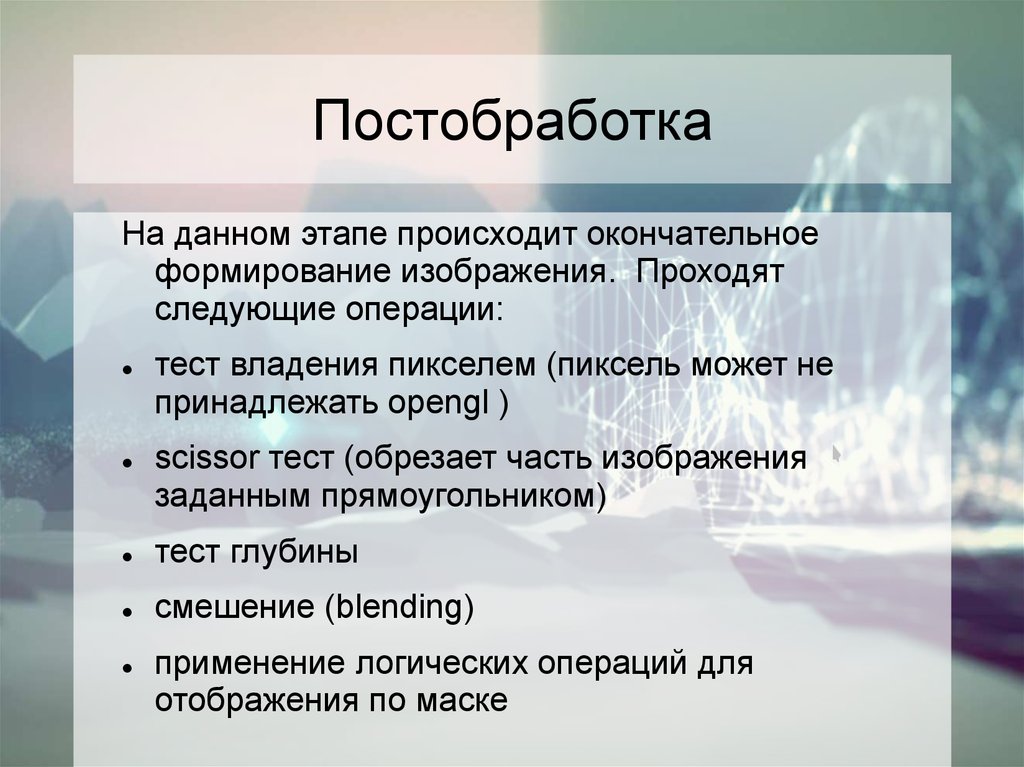 Постобработка
На данном этапе происходит окончательное
формирование изображения.  Проходят
следующие операции:
● тест владения пикселем (пиксель может не
принадлежать opengl )
● scissor тест (обрезает часть изображения
заданным прямоугольником)
● тест глубины
● смешение (blending)
● применение логических операций для
отображения по маске